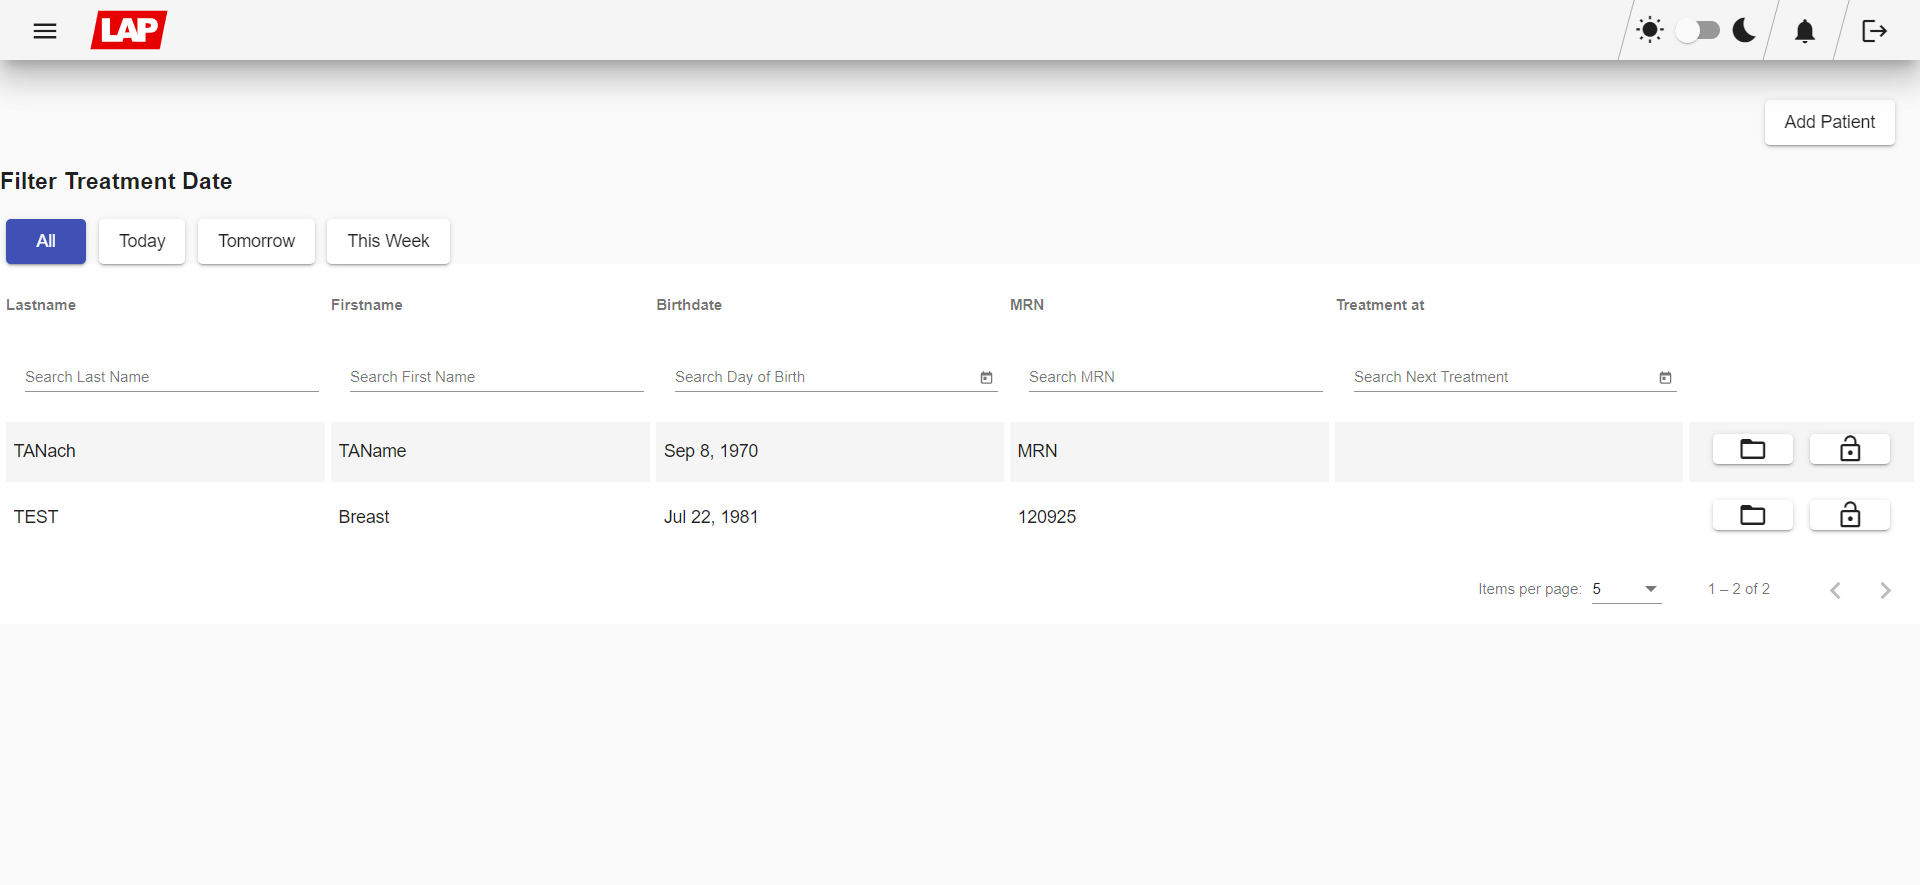 LAP
Add Patient
Filter Treatment Date
All Today Tomorrow This Week
Lastname Firstname Birthdate MRN Treatment at
Search Last Name Search First Name Search Day of Birth Search MRN Search Next Treatment
TANach TAName Sep 8, 1970 MRN
TEST Breast Jul 22, 1981 120925
Items per page: 5 1 – 2 of 2